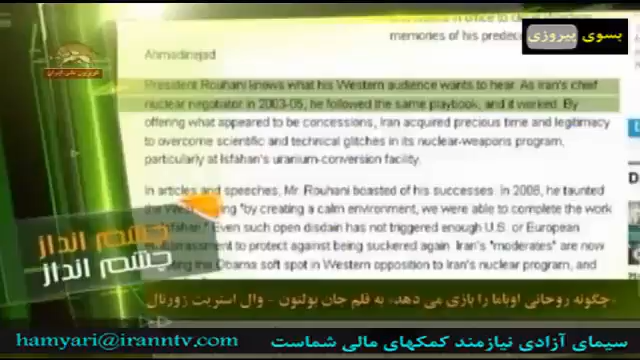 memories of his predec
بسوی پیروزی
Ahmadinejad
President Rouhani knows what his Western audience wants to hear. As Iran's chief
nuclear negotiator in 2003-05, he followed the same playbook, and it worked. By
offering what appeared to be concessions, Iran acquired precious time and legitimacy
to overcome scientific and technical glitches in its nuclear-weapons program,
particularly at Isfahan's uranium-conversion facility.
In articles and speeches, Mr. Rouhani boasted of his successes. In 2006, he taunted
the "by creating a calm environment, we were able to complete the work
Even such open disdain has not triggered enough U.S. or European
to protect against being suckered again. Iran's "moderates" are now
the Obama soft spot in Western opposition to Iran's nuclear program, and
چشم انداز
چشم انداز
«چگونه روحانی اوباما را بازی می دهد» به قلم جان بولتون - وال استریت ژورنال
hamyari@iranntv.com
سیمای آزادی نیازمند کمکهای مالی شماست